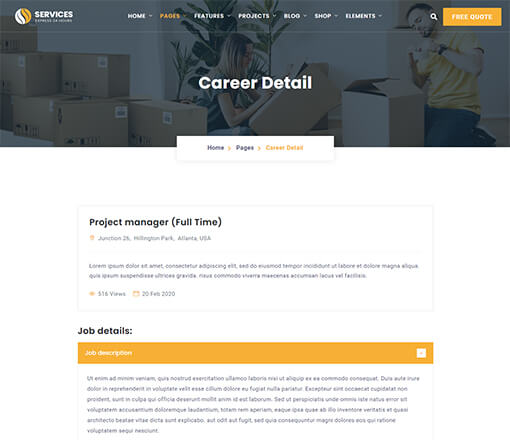 SERVICES
EXPRESS 24 HOURS
HOME PAGES FEATURES PROJECTS BLOG SHOP ELEMENTS
FREE QUOTE
Career Detail
Home Pages Career Detail
Project manager (Full Time)
Junction 26, Hillington Park, Atlanta, USA
Lorem ipsum dolor sit amet, consectetur adipiscing elit, sed do eiusmod tempor incididunt ut labore et dolore magna aliqua.
quis ipsum suspendisse ultrices gravida. risus commodo viverra maecenas accumsan lacus vel facilisis.
516 Views 20 Feb 2020
Job details:
Job description
Ut enim ad minim veniam, quis nostrud exercitation ullamco laboris nisi ut aliquip ex ea commodo consequat. Duis aute irure
dolor in reprehenderit in voluptate velit esse cillum dolore eu fugiat nulla pariatur. Excepteur sint occaecat cupidatat non
proident, sunt in culpa qui officia deserunt mollit anim id est laborum. Sed ut perspiciatis unde omnis iste natus error sit
voluptatem accusantium doloremque laudantium, totam rem aperiam, eaque ipsa quae ab illo inventore veritatis et quasi
architecto beatae vitae dicta sunt explicabo. aut odit aut fugit, sed quia consequuntur magni dolores eos qui ratione
voluptatem sequi nesciunt.